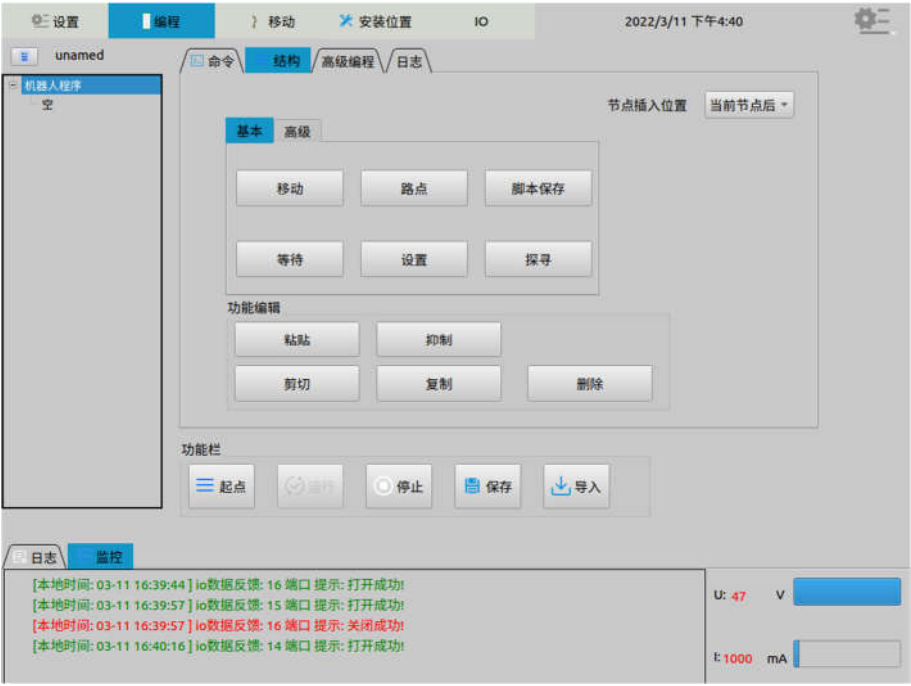 设置 编程 移动 安装位置 IO 2022/3/11 下午4:40
unamed 命令 结构 高级编程 日志
机器人程序
空
节点插入位置 当前节点后
基本 高级
移动 路点 脚本保存
等待 设置 探寻
功能编辑
粘贴 抑制
剪切 复制 删除
功能栏
起点 运行 停止 保存 导入
日志 监控
[本地时间: 03-11 16:39:44 ] io数据反馈: 16 端口 提示: 打开成功!
[本地时间: 03-11 16:39:57 ] io数据反馈: 15 端口 提示: 打开成功!
[本地时间: 03-11 16:39:57 ] io数据反馈: 16 端口 提示: 关闭成功!
[本地时间: 03-11 16:40:16 ] io数据反馈: 14 端口 提示: 打开成功!
U: 47 V
I: 1000 mA